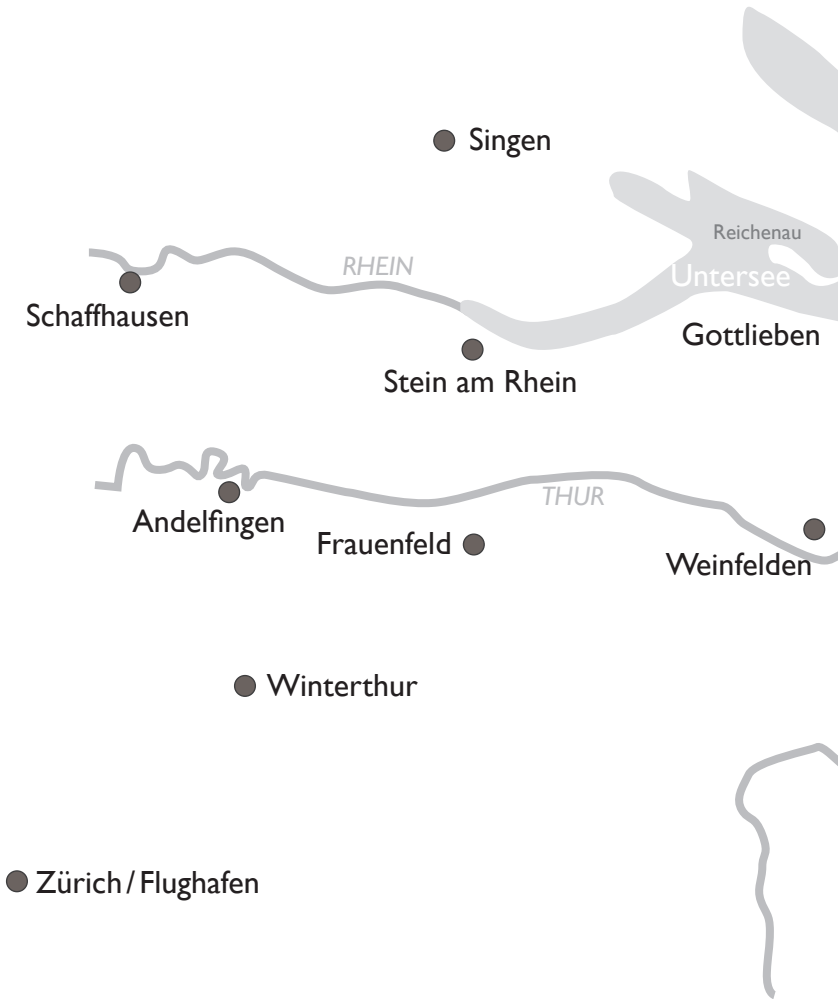 Singen
Reichenau
RHEIN
Untersee
Schaffhausen
Gottlieben
Stein am Rhein
THUR
Andelfingen
Frauenfeld
Weinfelden
Winterthur
Zürich / Flughafen